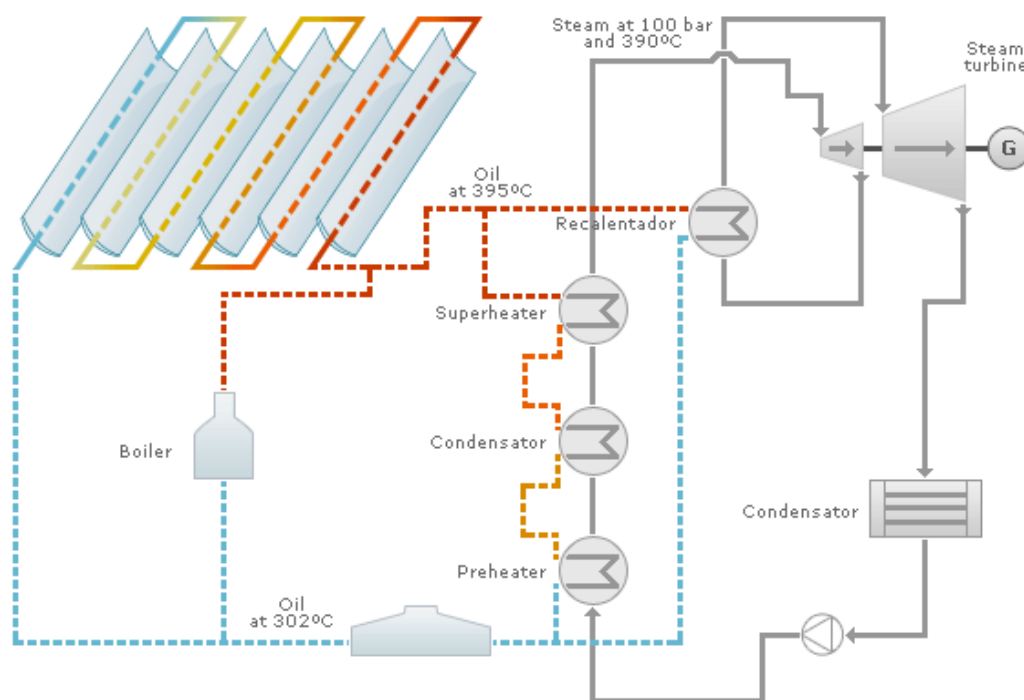 Steam at 100 bar
and 390ºC
Steam
turbine
G
Oil
at 395ºC
Recalentador
Superheater
Boiler
Condensator
Condensator
Preheater
Oil
at 302ºC